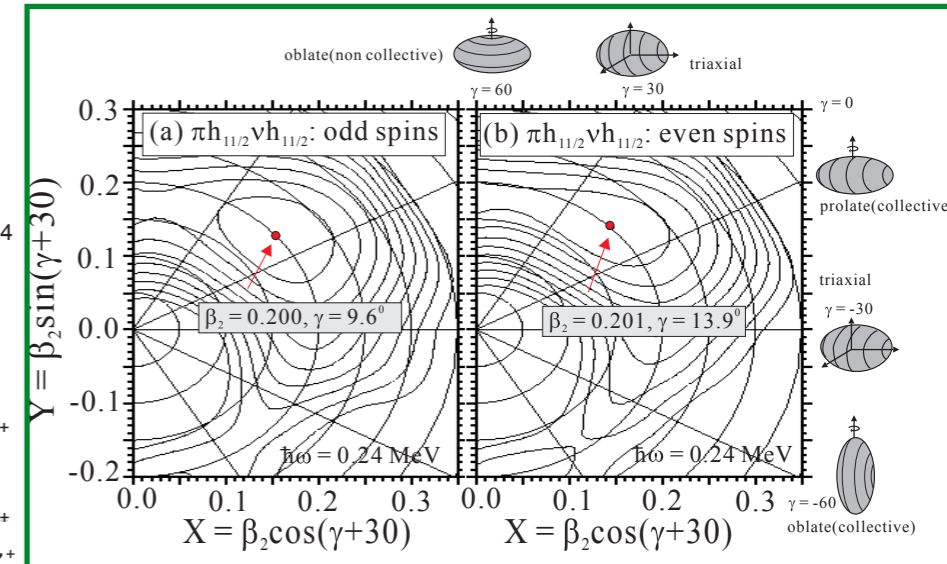 oblate(non collective)
γ = 60
γ = 30
triaxial
γ = 0
prolate(collective
triaxial
γ = -30
γ = -60
oblate(collective)
4
+
+
+
(a) πh₁₁/₂νh₁₁/₂: odd spins
(b) πh₁₁/₂νh₁₁/₂: even spins
Y = β₂sin(γ+30)
0.3
0.2
0.1
0.0
-0.1
-0.2
β₂ = 0.200, γ = 9.6⁰
β₂ = 0.201, γ = 13.9⁰
ħω = 0.24 MeV
ħω = 0.24 MeV
0.0 0.1 0.2 0.3
0.0 0.1 0.2 0.3
X = β₂cos(γ+30)
X = β₂cos(γ+30)